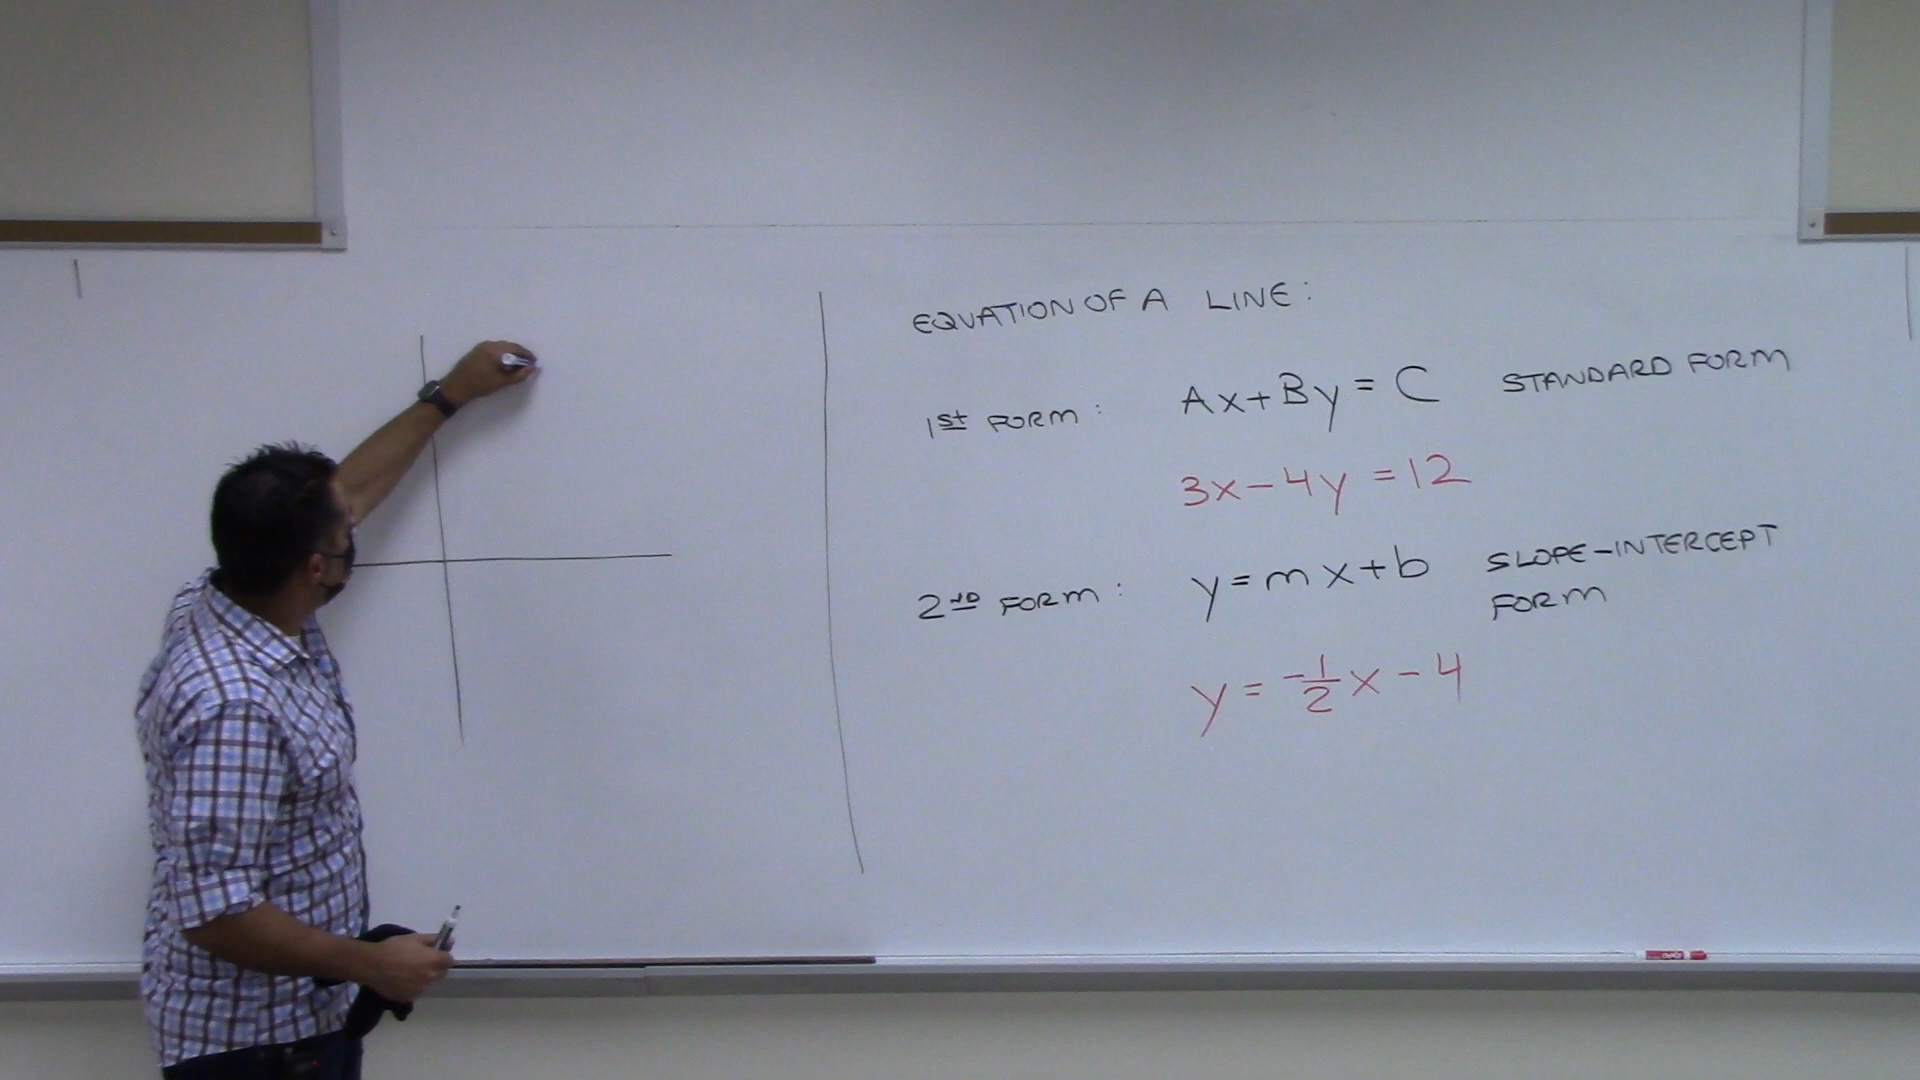 EQUATION OF A LINE:
1st FORM: Ax+By=C STANDARD FORM
3x-4y=12
2ND FORM: y=mx+b SLOPE-INTERCEPT
FORM
y=-1/2x-4